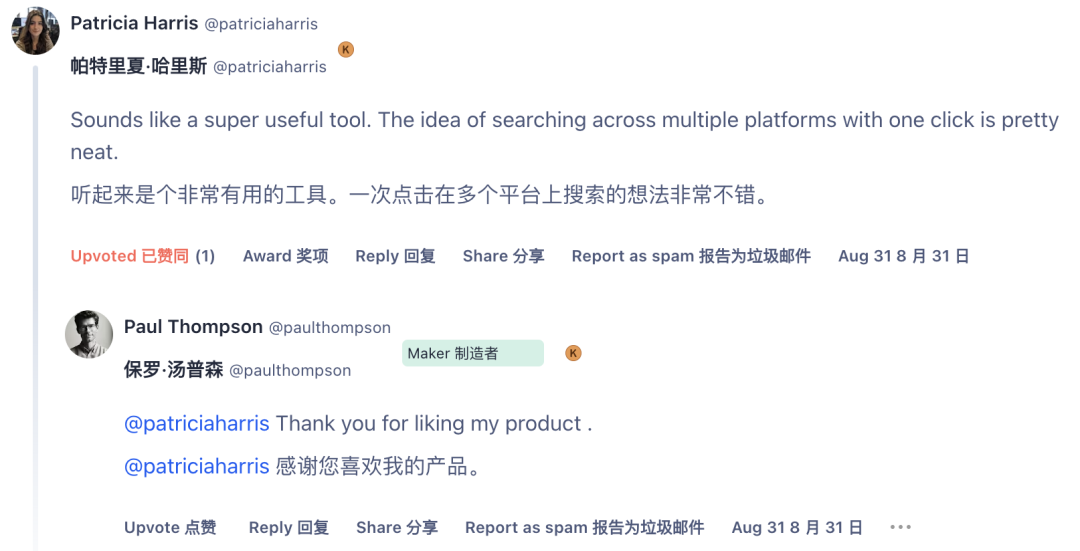 Patricia Harris @patriciaharris
K
帕特里夏·哈里斯 @patriciaharris
Sounds like a super useful tool. The idea of searching across multiple platforms with one click is pretty
neat.
听起来是个非常有用的工具。一次点击在多个平台上搜索的想法非常不错。
Upvoted 已赞同 (1) Award 奖项 Reply 回复 Share 分享 Report as spam 报告为垃圾邮件 Aug 31 8 月 31 日
Paul Thompson @paulthompson
Maker 制造者 K
保罗·汤普森 @paulthompson
@patriciaharris Thank you for liking my product .
@patriciaharris 感谢您喜欢我的产品。
Upvote 点赞 Reply 回复 Share 分享 Report as spam 报告为垃圾邮件 Aug 31 8 月 31 日 •••